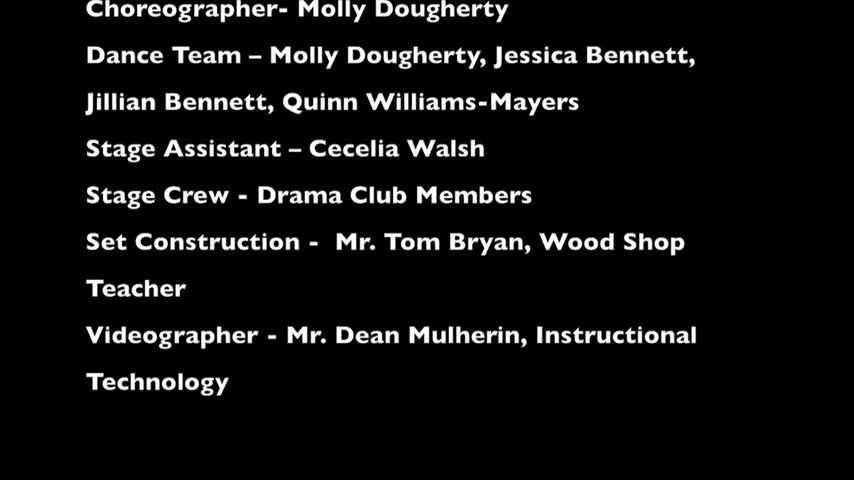 Choreographer- Molly Dougherty
Dance Team – Molly Dougherty, Jessica Bennett,
Jillian Bennett, Quinn Williams-Mayers
Stage Assistant – Cecelia Walsh
Stage Crew - Drama Club Members
Set Construction -  Mr. Tom Bryan, Wood Shop
Teacher
Videographer - Mr. Dean Mulherin, Instructional
Technology